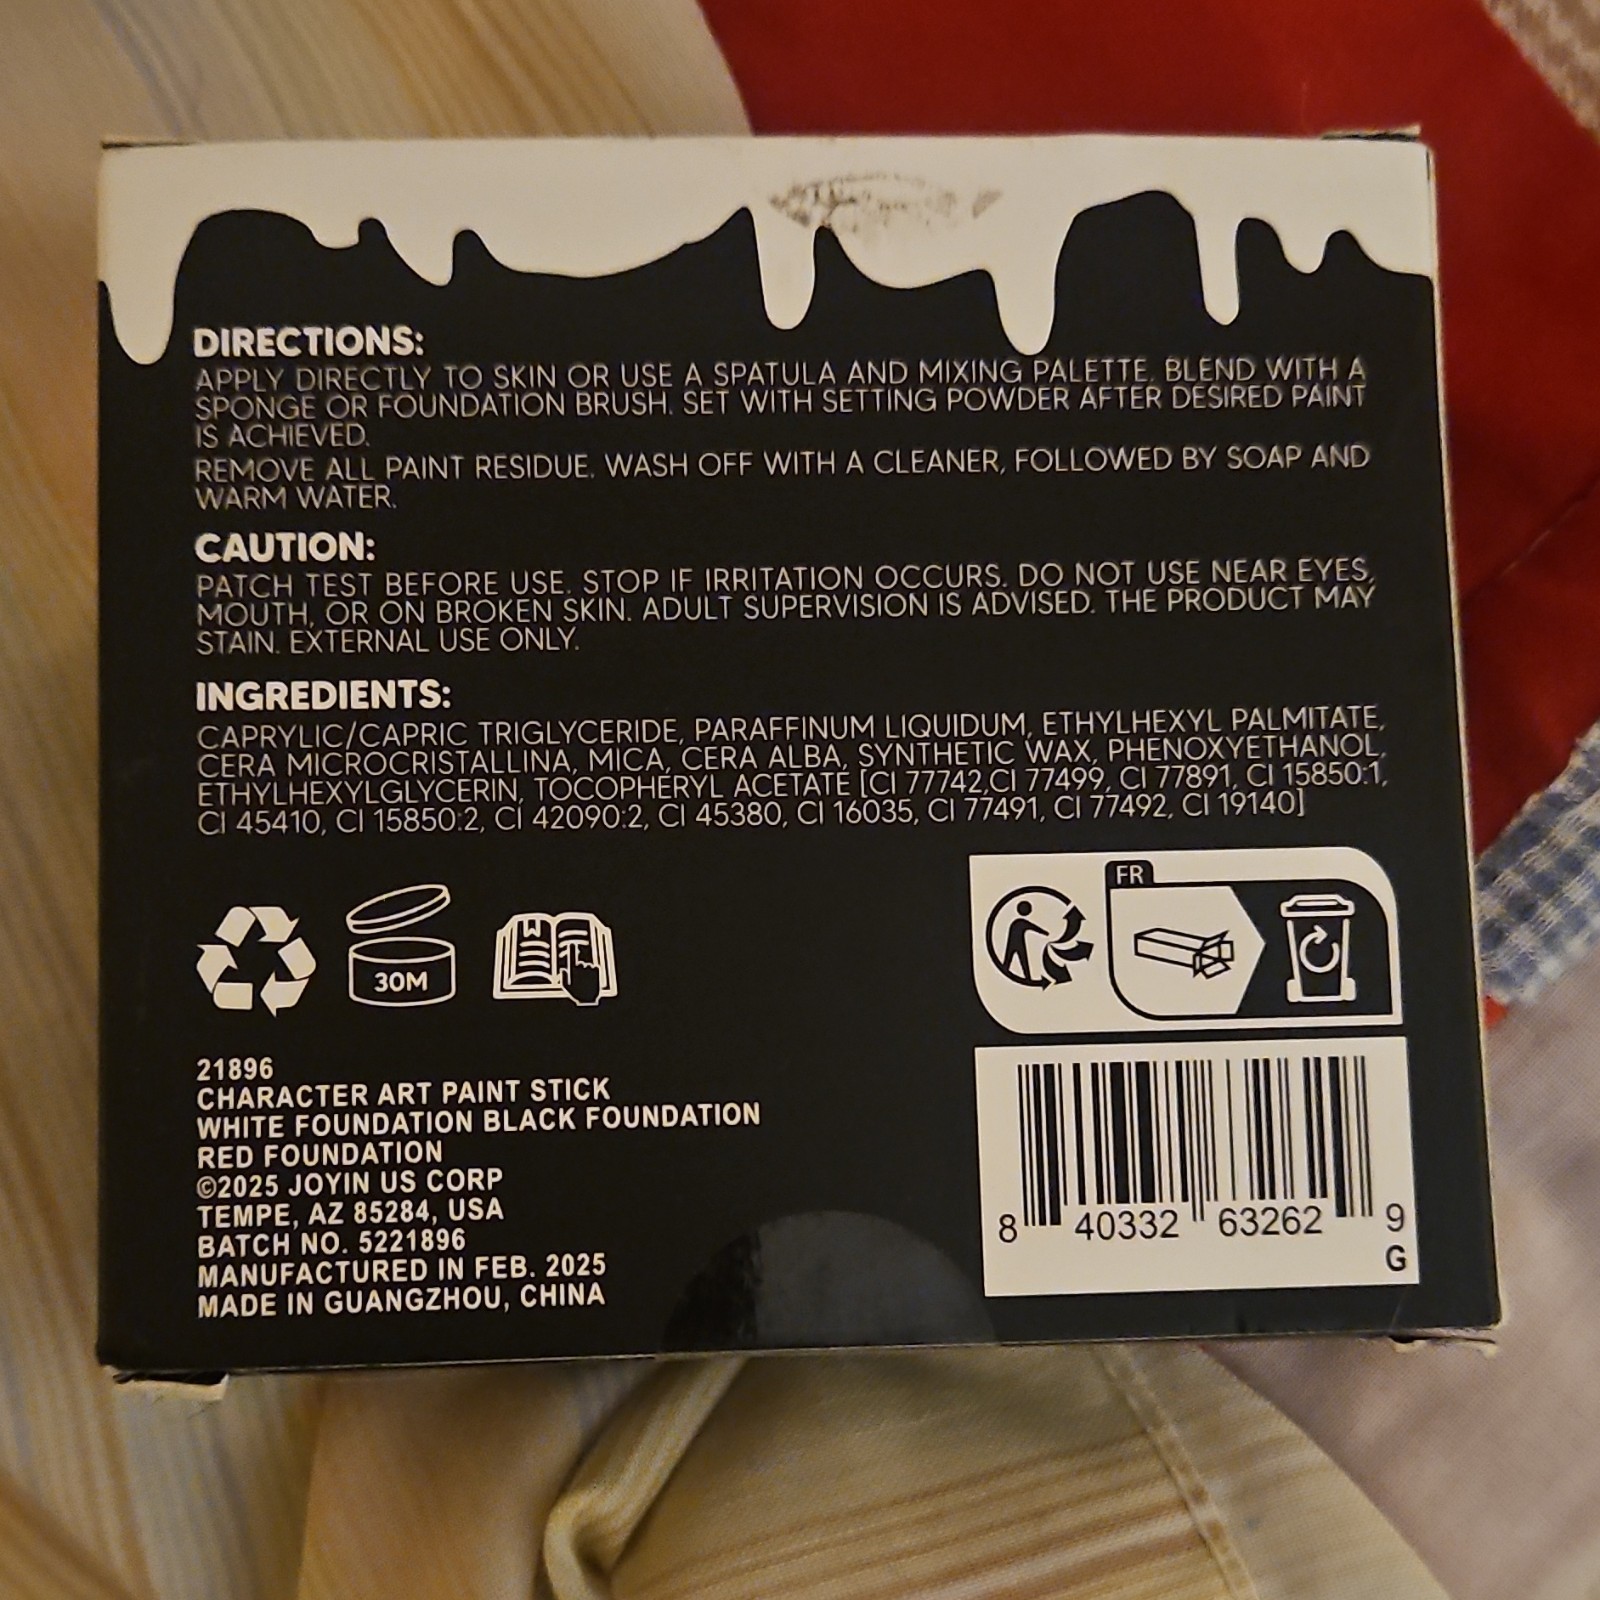 DIRECTIONS:
APPLY DIRECTLY TO SKIN OR USE A SPATULA AND MIXING PALETTE. BLEND WITH A
SPONGE OR FOUNDATION BRUSH. SET WITH SETTING POWDER AFTER DESIRED PAINT
IS ACHIEVED.
REMOVE ALL PAINT RESIDUE. WASH OFF WITH A CLEANER, FOLLOWED BY SOAP AND
WARM WATER.
CAUTION:
PATCH TEST BEFORE USE. STOP IF IRRITATION OCCURS. DO NOT USE NEAR EYES,
MOUTH, OR ON BROKEN SKIN. ADULT SUPERVISION IS ADVISED. THE PRODUCT MAY
STAIN. EXTERNAL USE ONLY.
INGREDIENTS:
CAPRYLIC/CAPRIC TRIGLYCERIDE, PARAFFINUM LIQUIDUM, ETHYLHEXYL PALMITATE,
CERA MICROCRISTALLINA, MICA, CERA ALBA, SYNTHETIC WAX, PHENOXYETHANOL,
ETHYLHEXYLGLYCERIN, TOCOPHERYL ACETATE [CI 77742,CI 77499, CI 77891, CI 15850:1,
CI 45410, CI 15850:2, CI 42090:2, CI 45380, CI 16035, CI 77491, CI 77492, CI 19140]
30M
FR
21896
CHARACTER ART PAINT STICK
WHITE FOUNDATION BLACK FOUNDATION
RED FOUNDATION
©2025 JOYIN US CORP
TEMPE, AZ 85284, USA
BATCH NO. 5221896
MANUFACTURED IN FEB. 2025
MADE IN GUANGZHOU, CHINA
8 40332 63262 9
G